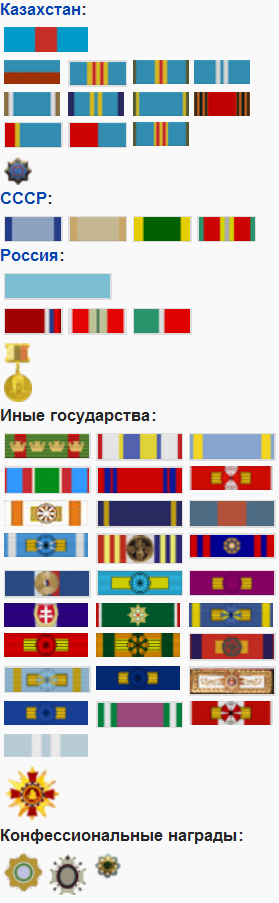 Казахстан:
СССР:
Россия:
Иные государства:
Конфессиональные награды: